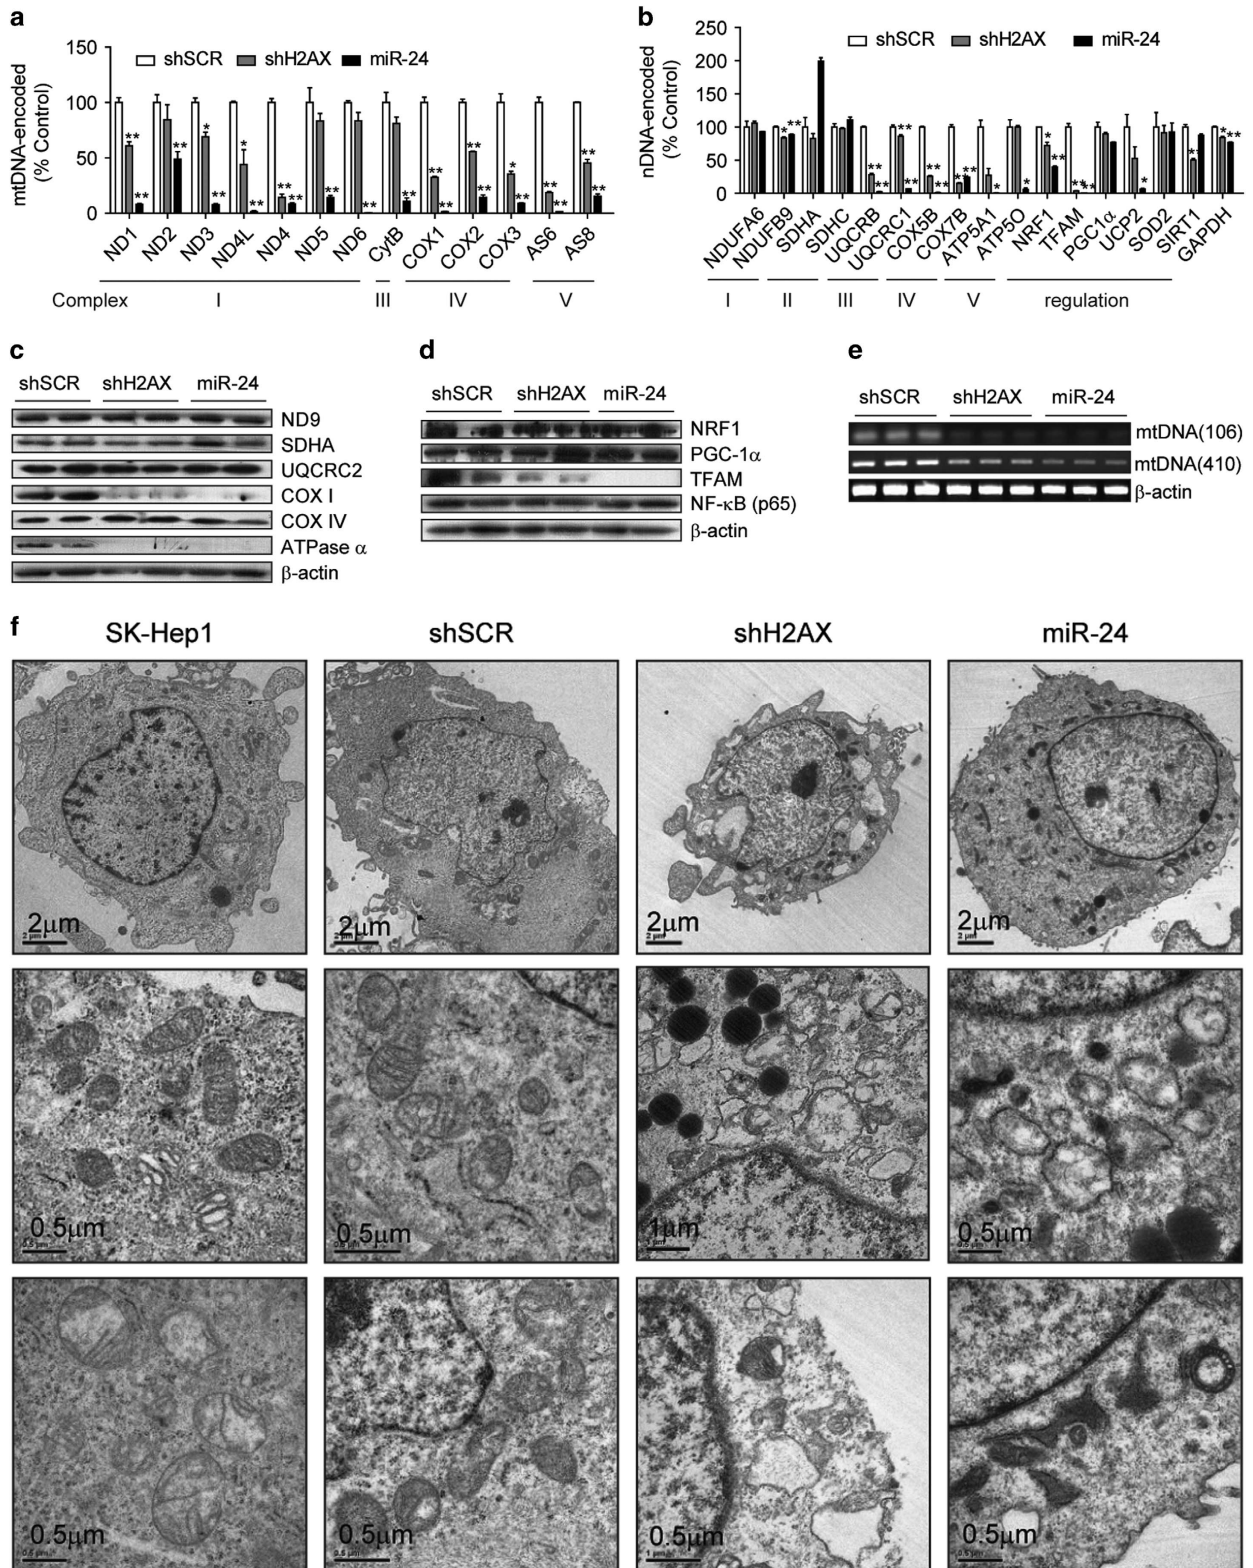 a
150
100
50
0
mtDNA-encoded
(% Control)
shSCR shH2AX miR-24
ND1 ND2 ND3 ND4L ND4 ND5 ND6 CytB COX1 COX2 COX3 AS6 AS8
Complex I III IV V
b
250
200
150
100
50
0
nDNA-encoded
(% Control)
shSCR shH2AX miR-24
NDUFA6 NDUFB9 SDHA SDHC UQCRB UQCRC1 COX5B COX7B ATP5A1 ATP5O NRF1 TFAM PGC1α UCP2 SOD2 SIRT1 GAPDH
I II III IV V regulation
c
shSCR shH2AX miR-24
ND9
SDHA
UQCRC2
COX I
COX IV
ATPase α
β-actin
d
shSCR shH2AX miR-24
NRF1
PGC-1α
TFAM
NF-κB (p65)
β-actin
e
shSCR shH2AX miR-24
mtDNA(106)
mtDNA(410)
β-actin
f
SK-Hep1 shSCR shH2AX miR-24
2μm 2μm 2μm 2μm
0.5μm 0.5μm 1μm 0.5μm
0.5μm 0.5μm 0.5μm 0.5μm